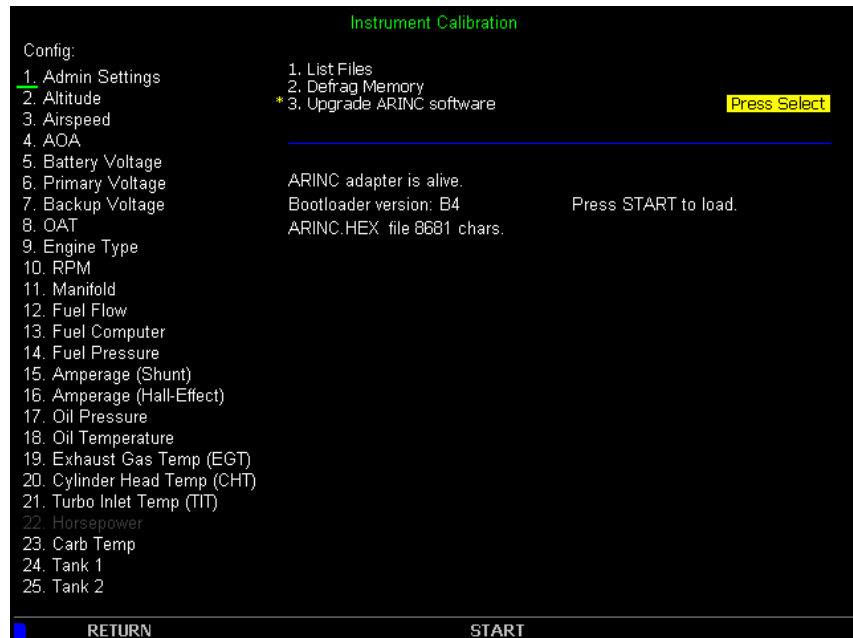 Instrument Calibration
Config:
1. Admin Settings
2. Altitude
3. Airspeed
4. AOA
5. Battery Voltage
6. Primary Voltage
7. Backup Voltage
8. OAT
9. Engine Type
10. RPM
11. Manifold
12. Fuel Flow
13. Fuel Computer
14. Fuel Pressure
15. Amperage (Shunt)
16. Amperage (Hall-Effect)
17. Oil Pressure
18. Oil Temperature
19. Exhaust Gas Temp (EGT)
20. Cylinder Head Temp (CHT)
21. Turbo Inlet Temp (TIT)
22. Horsepower
23. Carb Temp
24. Tank 1
25. Tank 2
1. List Files
2. Defrag Memory
*3. Upgrade ARINC software Press Select
ARINC adapter is alive.
Bootloader version: B4 Press START to load.
ARINC.HEX file 8681 chars.
RETURN START